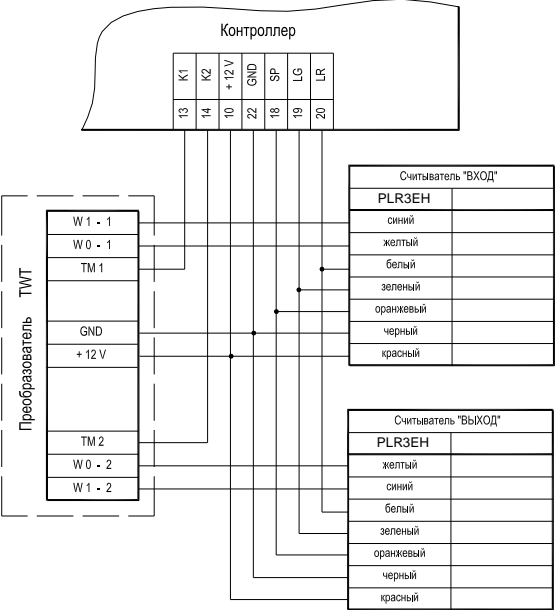 Контроллер
K1
K2
+ 12 V
GND
SP
LG
LR
13
14
10
22
18
19
20
Считыватель "ВХОД"
PLR3EH
синий
желтый
белый
зеленый
оранжевый
черный
красный
Преобразователь TWT
W 1 - 1
W 0 - 1
TM 1
GND
+ 12 V
TM 2
W 0 - 2
W 1 - 2
Считыватель "ВЫХОД"
PLR3EH
желтый
синий
белый
зеленый
оранжевый
черный
красный